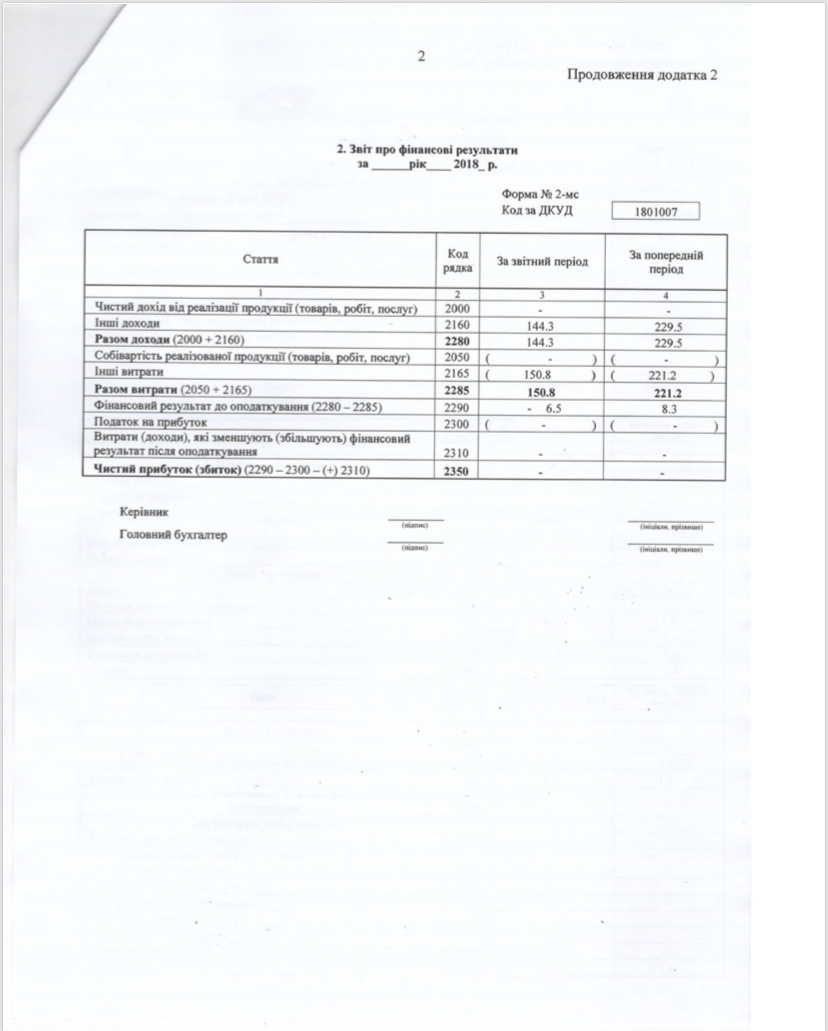 2
Продовження додатка 2
2. Звіт про фінансові результати
за ______рік____ 2018_ р.
Форма № 2-мс
Код за ДКУД 1801007
Стаття Код рядка За звітний період За попередній період
1 2 3 4
Чистий дохід від реалізації продукції (товарів, робіт, послуг) 2000 - -
Інші доходи 2160 144.3 229.5
Разом доходи (2000 + 2160) 2280 144.3 229.5
Собівартість реалізованої продукції (товарів, робіт, послуг) 2050 ( - ) ( - )
Інші витрати 2165 ( 150.8 ) ( 221.2 )
Разом витрати (2050 + 2165) 2285 150.8 221.2
Фінансовий результат до оподаткування (2280 – 2285) 2290 - 6.5 8.3
Податок на прибуток 2300 ( - ) ( - )
Витрати (доходи), які зменшують (збільшують) фінансовий
результат після оподаткування 2310 - -
Чистий прибуток (збиток) (2290 – 2300 – (+) 2310) 2350 - -
Керівник
(підпис) (ініціали, прізвище)
Головний бухгалтер
(підпис) (ініціали, прізвище)